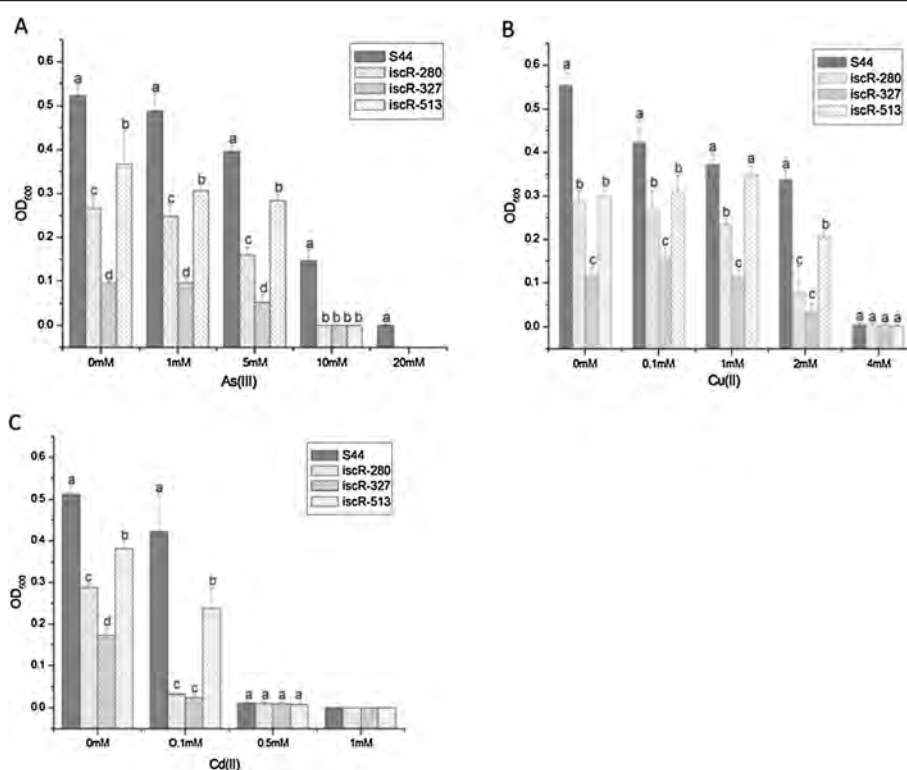 A
S44
iscR-280
iscR-327
iscR-513
OD600
0.6
0.5
0.4
0.3
0.2
0.1
0.0
a c d b
a c d b
a c d b
a b b b b
a
0mM 1mM 5mM 10mM 20mM
As(III)
B
S44
iscR-280
iscR-327
iscR-513
OD600
0.6
0.5
0.4
0.3
0.2
0.1
0.0
a b c b
a b c b
a b c a
a c c b
a a a a
0mM 0.1mM 1mM 2mM 4mM
Cu(II)
C
S44
iscR-280
iscR-327
iscR-513
OD600
0.6
0.5
0.4
0.3
0.2
0.1
0.0
a c d b
a c c b
a a a a
0mM O.1mM 0.5mM 1mM
Cd(II)